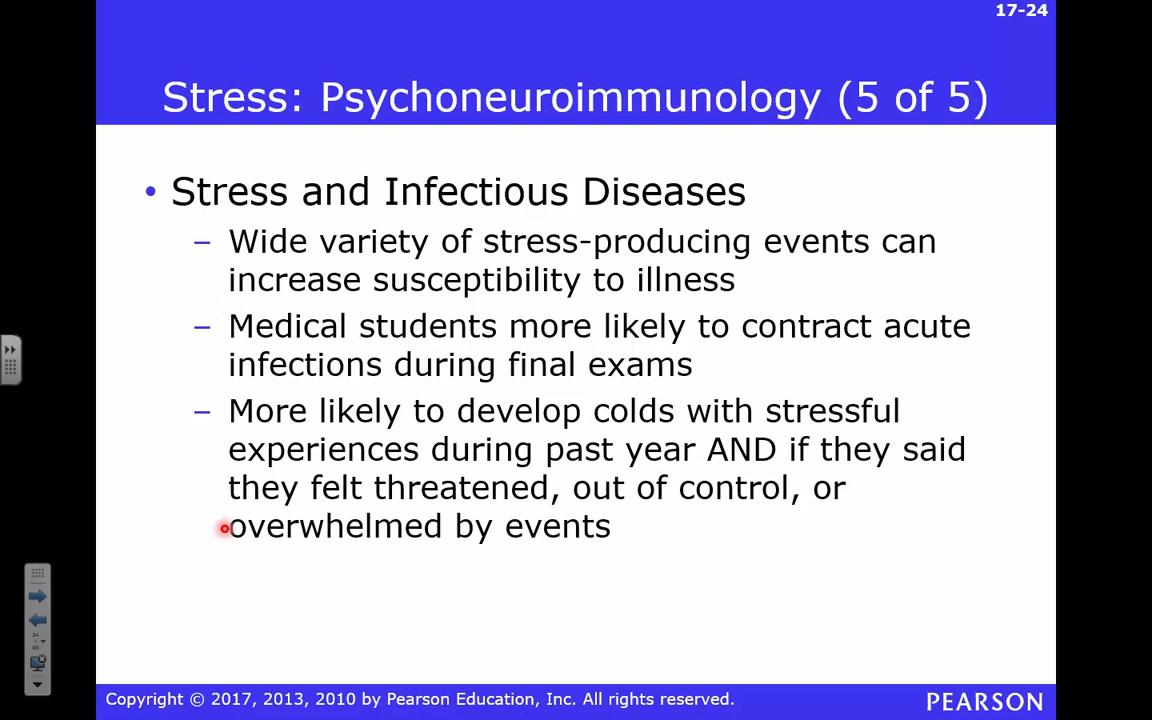 17-24
Stress: Psychoneuroimmunology (5 of 5)
• Stress and Infectious Diseases
– Wide variety of stress-producing events can
increase susceptibility to illness
– Medical students more likely to contract acute
infections during final exams
– More likely to develop colds with stressful
experiences during past year AND if they said
they felt threatened, out of control, or
overwhelmed by events
24
Copyright © 2017, 2013, 2010 by Pearson Education, Inc. All rights reserved.
PEARSON